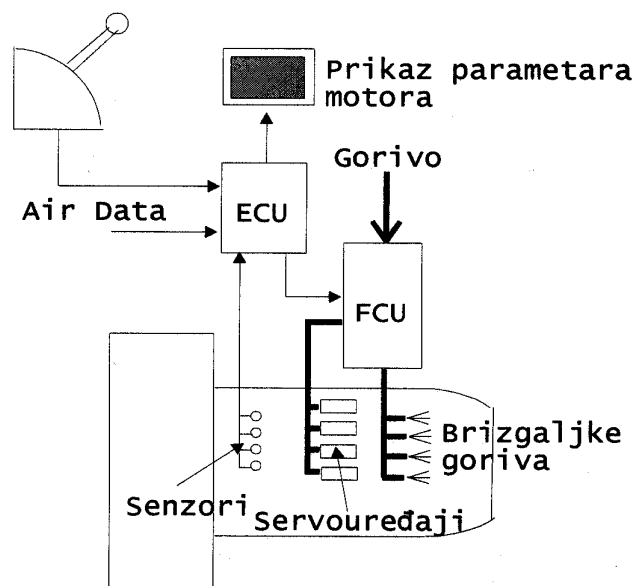 Prikaz parametara
motora
Gorivo
Air Data
ECU
FCU
Brizgaljke
goriva
Senzori
Servouređaji